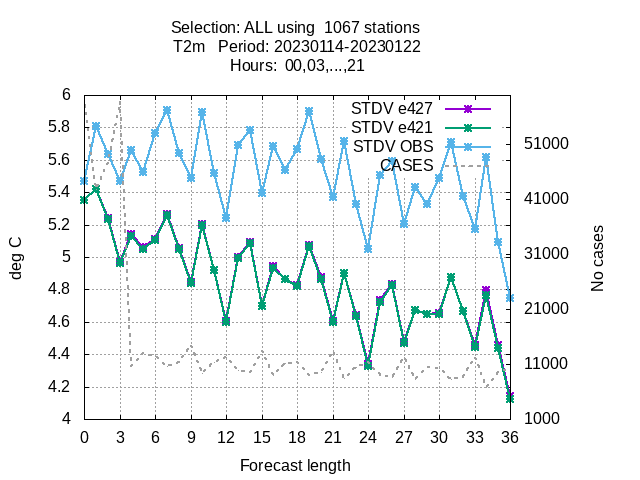 Selection: ALL using  1067 stations
T2m   Period: 20230114-20230122
Hours:  00,03,...,21
STDV e427
STDV e421
STDV OBS
CASES
6
5.8
5.6
5.4
5.2
5
4.8
4.6
4.4
4.2
4
deg C
51000
41000
31000
21000
11000
1000
No cases
0 3 6 9 12 15 18 21 24 27 30 33 36
Forecast length